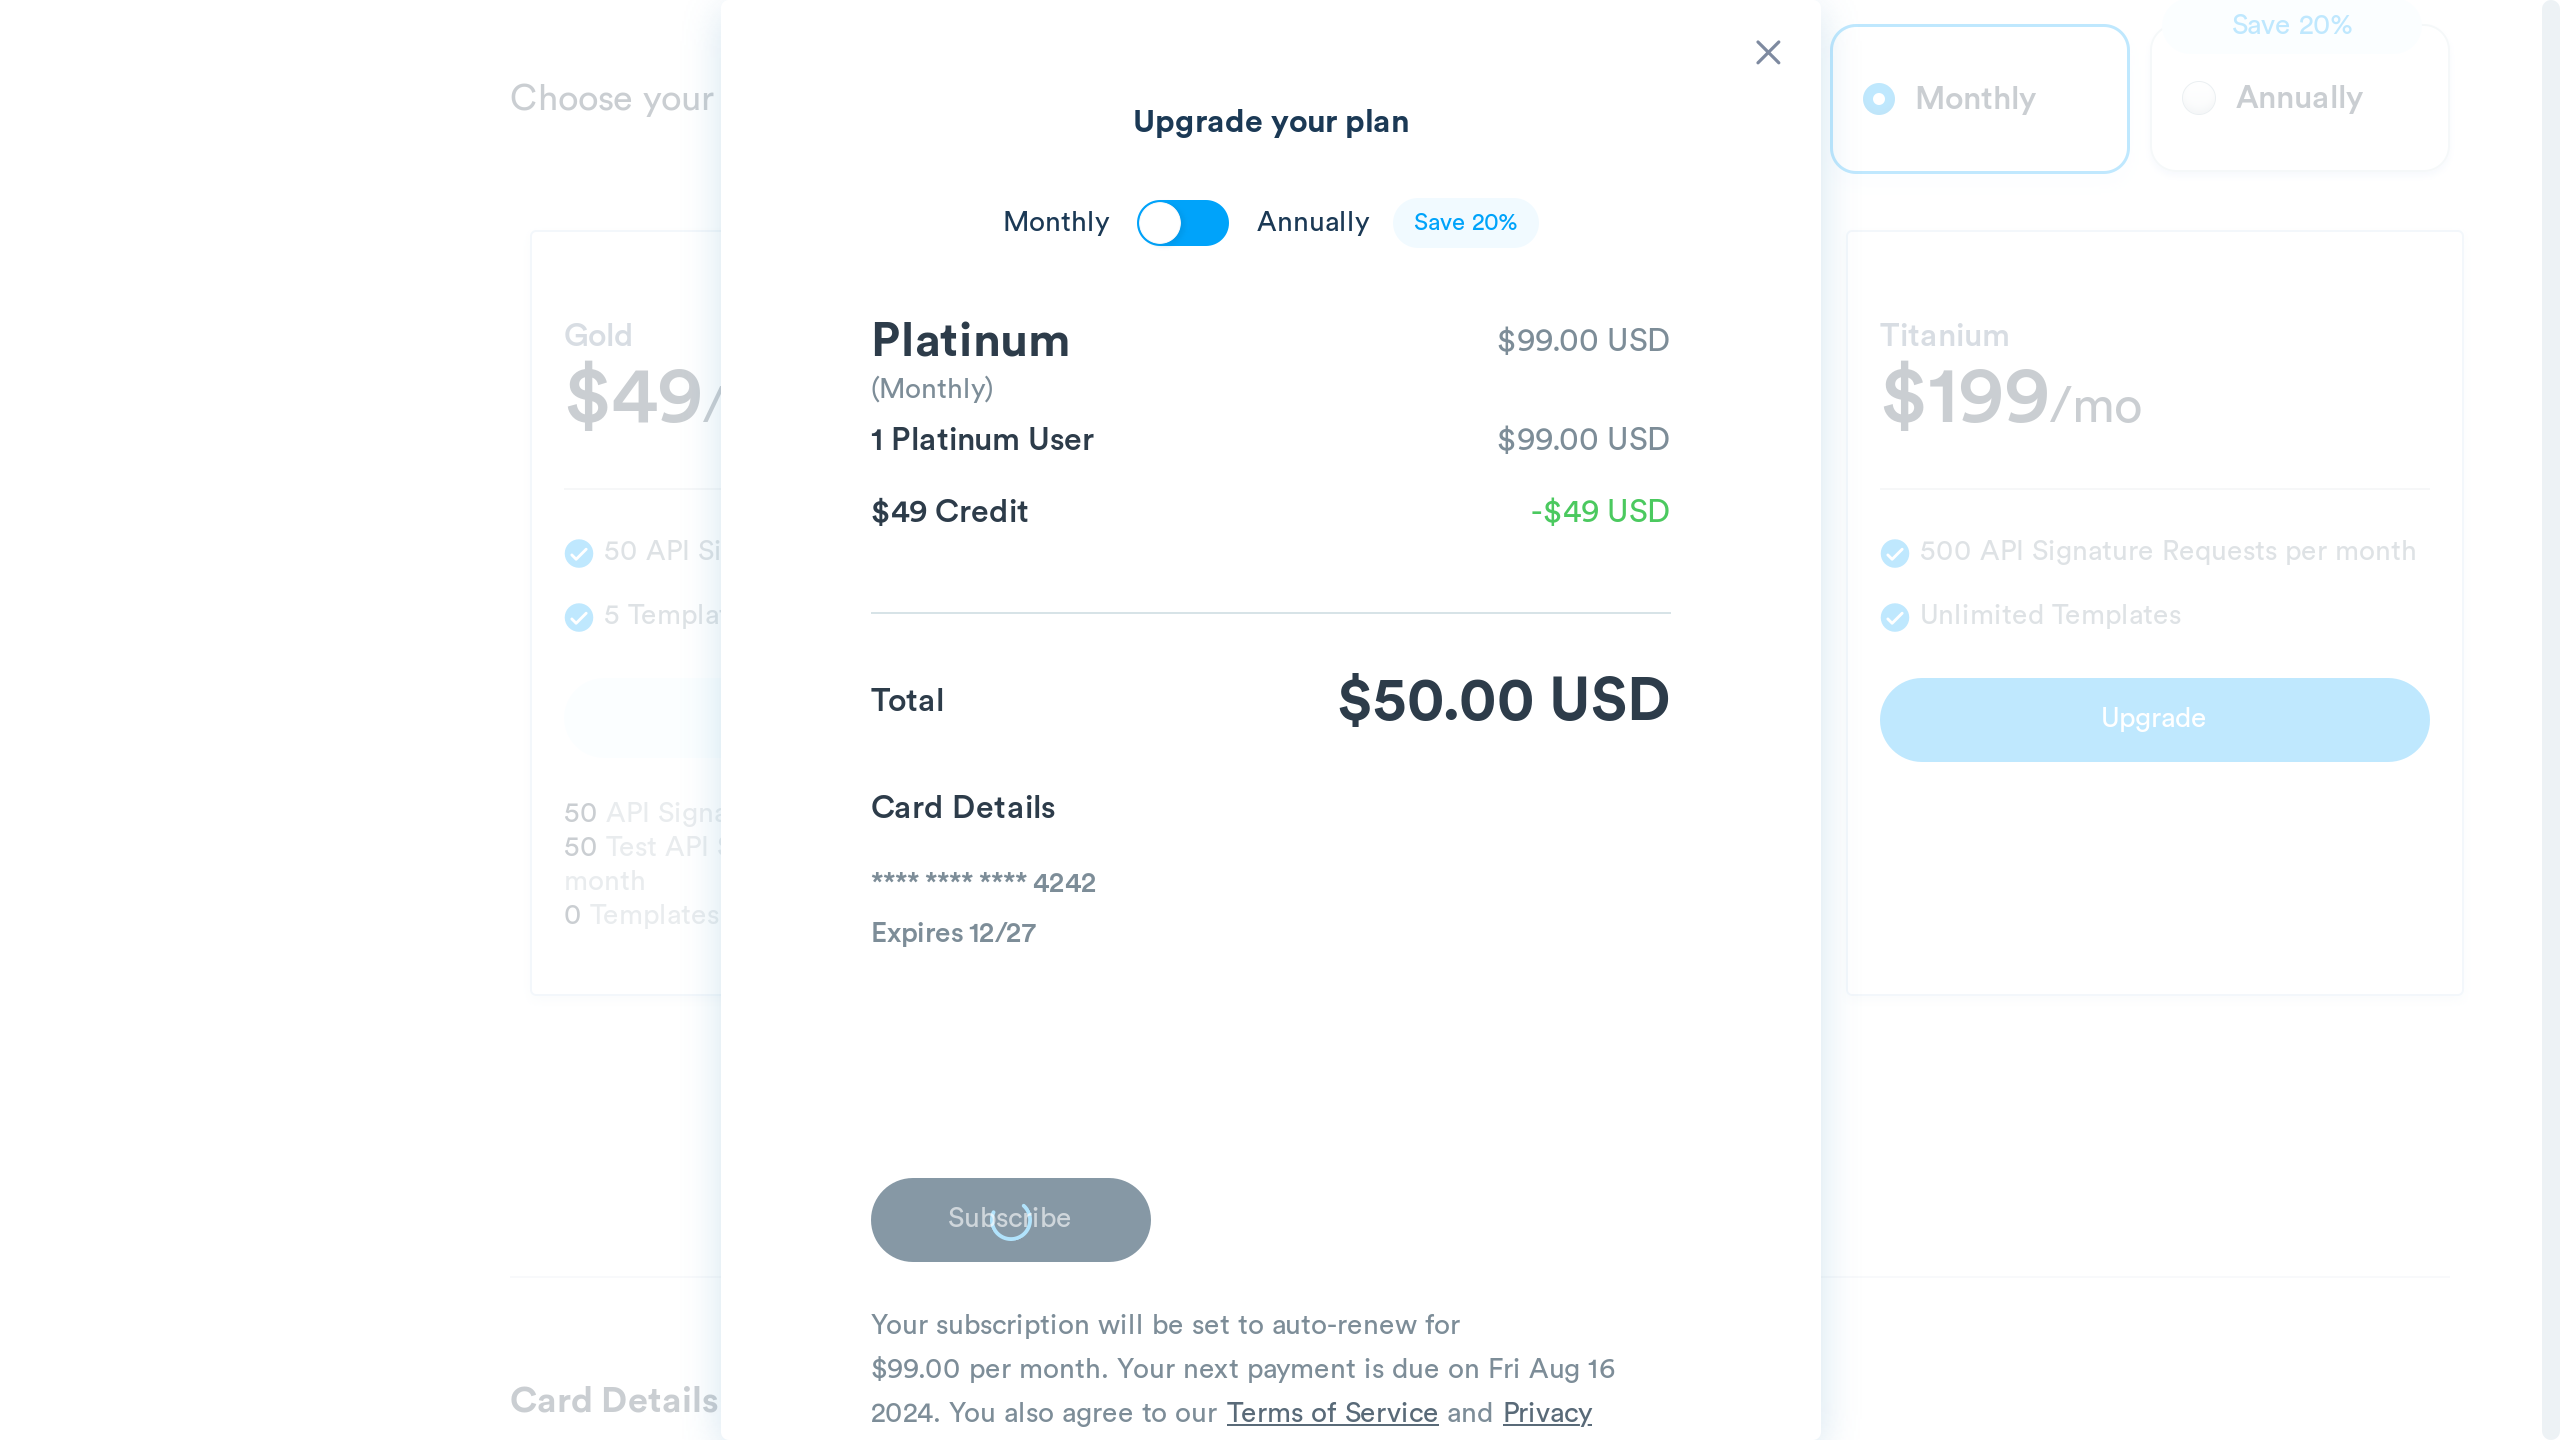 Choose your
Monthly
Save 20%
Annually
Upgrade your plan
Monthly
Annually
Save 20%
Gold
$49/
50 API Si
5 Templat
50 API Signa
50 Test API S
month
0 Templates
Platinum
$99.00 USD
(Monthly)
1 Platinum User
$99.00 USD
$49 Credit
-$49 USD
Total
$50.00 USD
Card Details
**** **** **** 4242
Expires 12/27
Subscribe
Your subscription will be set to auto-renew for
$99.00 per month. Your next payment is due on Fri Aug 16
2024. You also agree to our Terms of Service and Privacy
Titanium
$199/mo
500 API Signature Requests per month
Unlimited Templates
Upgrade
Card Details